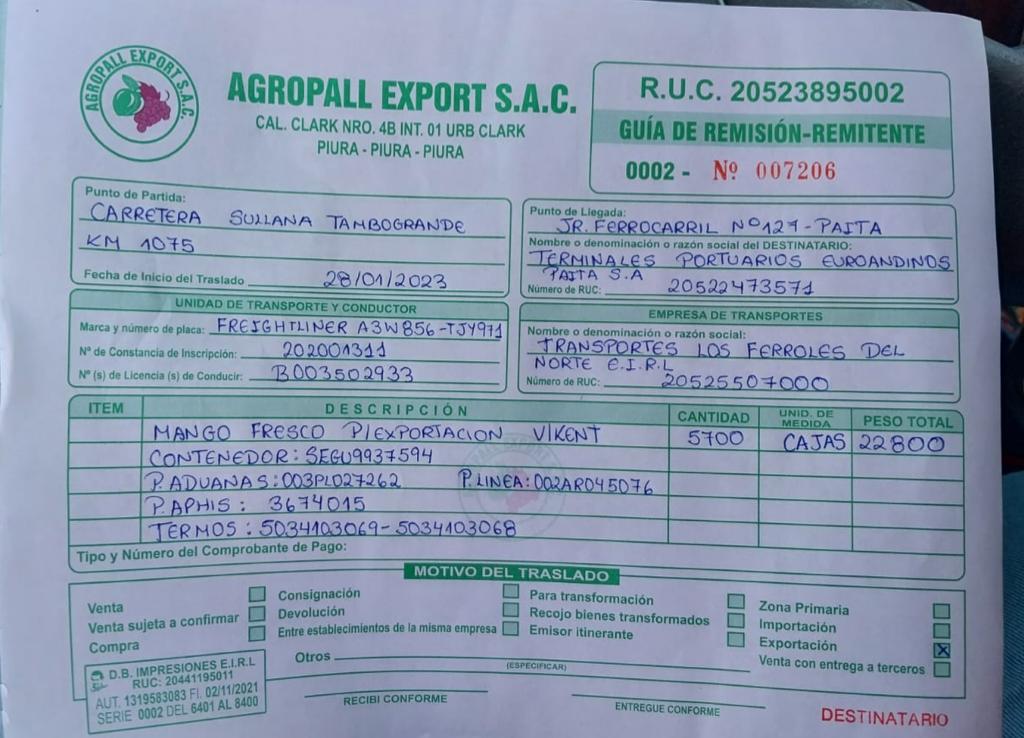 AGROPALL EXPORT S.A.C.
AGROPALL EXPORT S.A.C.
CAL. CLARK NRO. 4B INT. 01 URB CLARK
PIURA - PIURA - PIURA
R.U.C. 20523895002
GUÍA DE REMISIÓN-REMITENTE
0002 - Nº 007206
Punto de Partida:
CARRETERA SULLANA TAMBOGRANDE
KM 1075
Fecha de Inicio del Traslado 28/01/2023
Punto de Llegada:
JR. FERROCARRIL Nº 127 - PAITA
Nombre o denominación o razón social del DESTINATARIO:
TERMINALES PORTUARIOS EUROANDINOS
PAITA S.A
Número de RUC: 20522473571
UNIDAD DE TRANSPORTE Y CONDUCTOR
Marca y número de placa: FREIGHTLINER A3W856-TJY971
Nº de Constancia de Inscripción: 202001311
Nº (s) de Licencia (s) de Conducir: B003502933
EMPRESA DE TRANSPORTES
Nombre o denominación o razón social:
TRANSPORTES LOS FERROLES DEL
NORTE E.I.R.L
Número de RUC: 20525507000
ITEM DESCRIPCIÓN CANTIDAD UNID. DE MEDIDA PESO TOTAL
MANGO FRESCO P/EXPORTACION V/KENT 5700 CAJAS 22800
CONTENEDOR: SEGU9937594
P. ADUANAS: 003PL027262 P. LINEA: 002AR045076
P. APHIS: 3674015
TERMOS: 5034103069-5034103068
Tipo y Número del Comprobante de Pago:
MOTIVO DEL TRASLADO
Venta
Venta sujeta a confirmar
Compra
Consignación
Devolución
Entre establecimientos de la misma empresa
Para transformación
Recojo bienes transformados
Emisor itinerante
Zona Primaria
Importación
Exportación X
Venta con entrega a terceros
Otros
(ESPECIFICAR)
D.B. IMPRESIONES E.I.R.L
RUC: 20441195011
AUT. 1319583083 FI. 02/11/2021
SERIE 0002 DEL 6401 AL 8400
RECIBI CONFORME
ENTREGUE CONFORME
DESTINATARIO